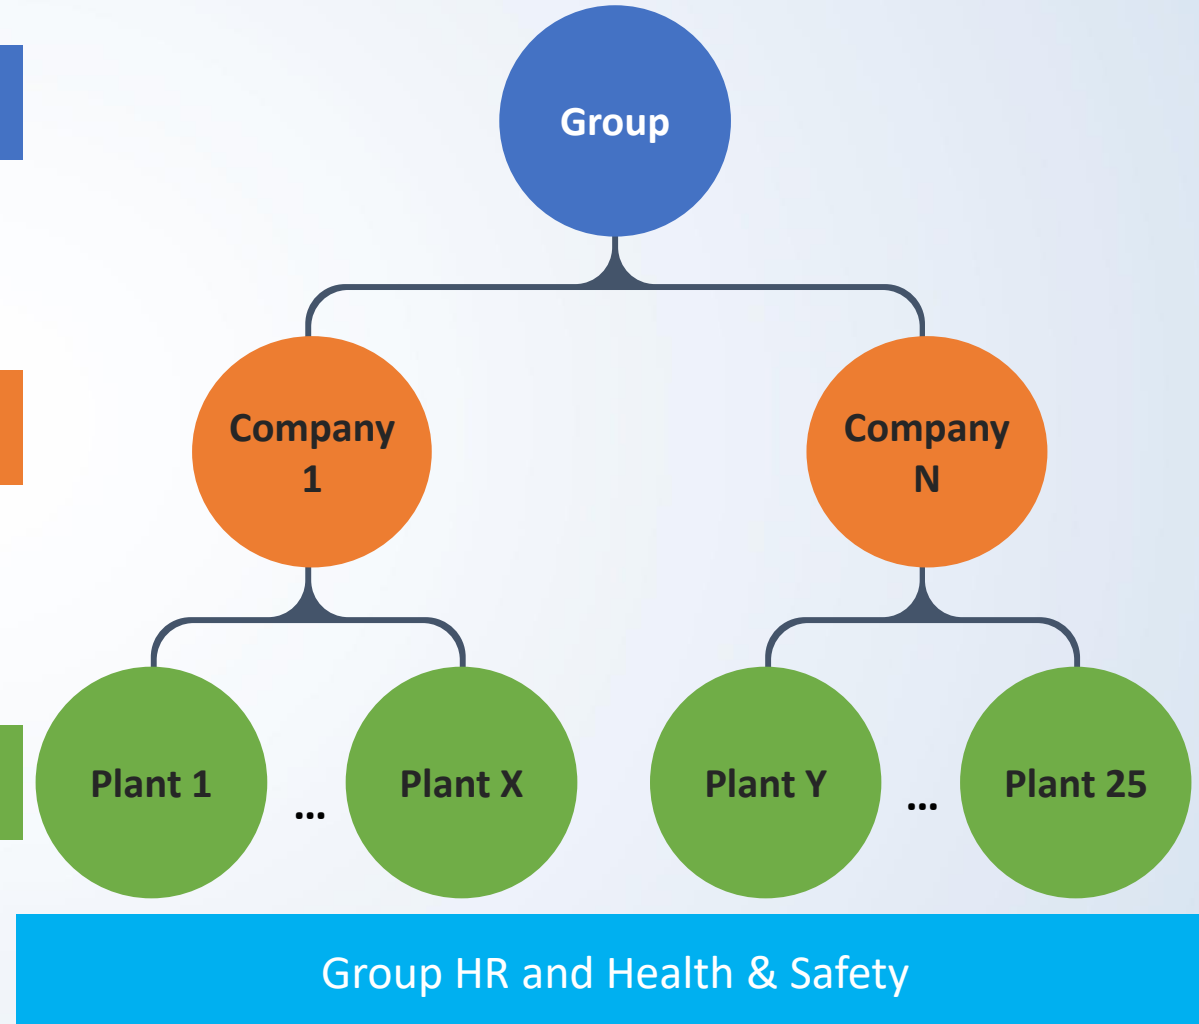 Group
Company
1
Company
N
Plant 1
...
Plant X
Plant Y
...
Plant 25
Group HR and Health & Safety